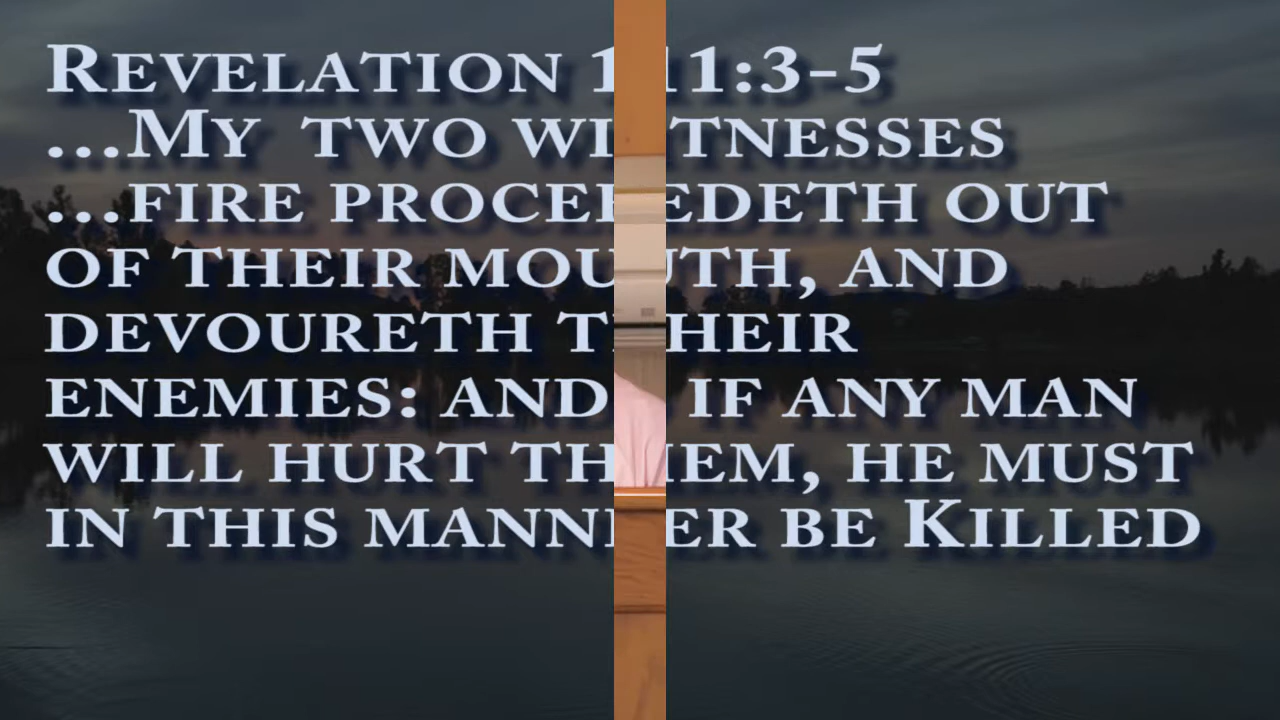 Revelation 11:3-5
...My two witnesses
...fire proceedeth out
of their mouth, and
devoureth their
enemies: and if any man
will hurt them, he must
in this manner be Killed